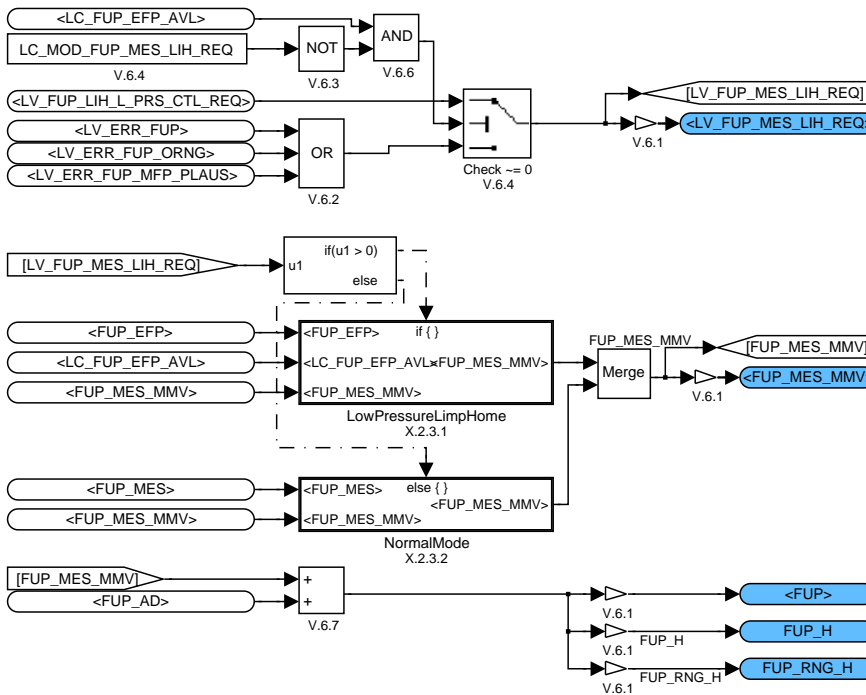 <LC_FUP_EFP_AVL>
LC_MOD_FUP_MES_LIH_REQ
V.6.4
NOT
V.6.3
AND
V.6.6
<LV_FUP_LIH_L_PRS_CTL_REQ>
<LV_ERR_FUP>
<LV_ERR_FUP_ORNG>
<LV_ERR_FUP_MFP_PLAUS>
OR
V.6.2
Check ~= 0
V.6.4
[LV_FUP_MES_LIH_REQ]
<LV_FUP_MES_LIH_REQ>
V.6.1
[LV_FUP_MES_LIH_REQ]
u1
if(u1 > 0)
else
<FUP_EFP>
<LC_FUP_EFP_AVL>
<FUP_MES_MMV>
<FUP_EFP>
if { }
<LC_FUP_EFP_AVL>
<FUP_MES_MMV>
<FUP_MES_MMV>
LowPressureLimpHome
X.2.3.1
FUP_MES_MMV
Merge
[FUP_MES_MMV]
<FUP_MES_MMV
V.6.1
<FUP_MES>
<FUP_MES_MMV>
<FUP_MES>
else { }
<FUP_MES_MMV>
<FUP_MES_MMV>
NormalMode
X.2.3.2
[FUP_MES_MMV]
<FUP_AD>
+
+
V.6.7
V.6.1
<FUP>
V.6.1
FUP_H
FUP_H
V.6.1
FUP_RNG_H
FUP_RNG_H